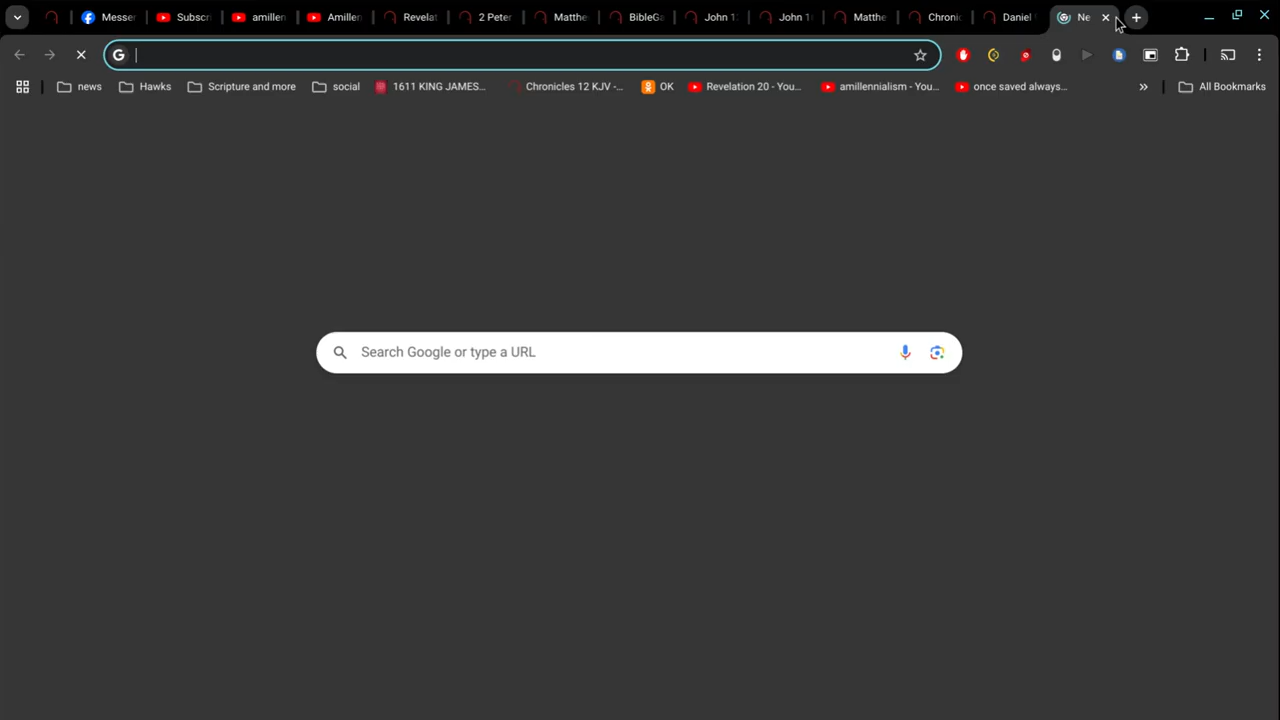 Messer Subscri amillen Amillen Revelat 2 Peter Matthe BibleGa John 1 John 1 Matthe Chronic Daniel Ne
G
news Hawks Scripture and more social 1611 KING JAMES... Chronicles 12 KJV -... OK Revelation 20 - You... amillennialism - You... once saved always... » All Bookmarks
Search Google or type a URL